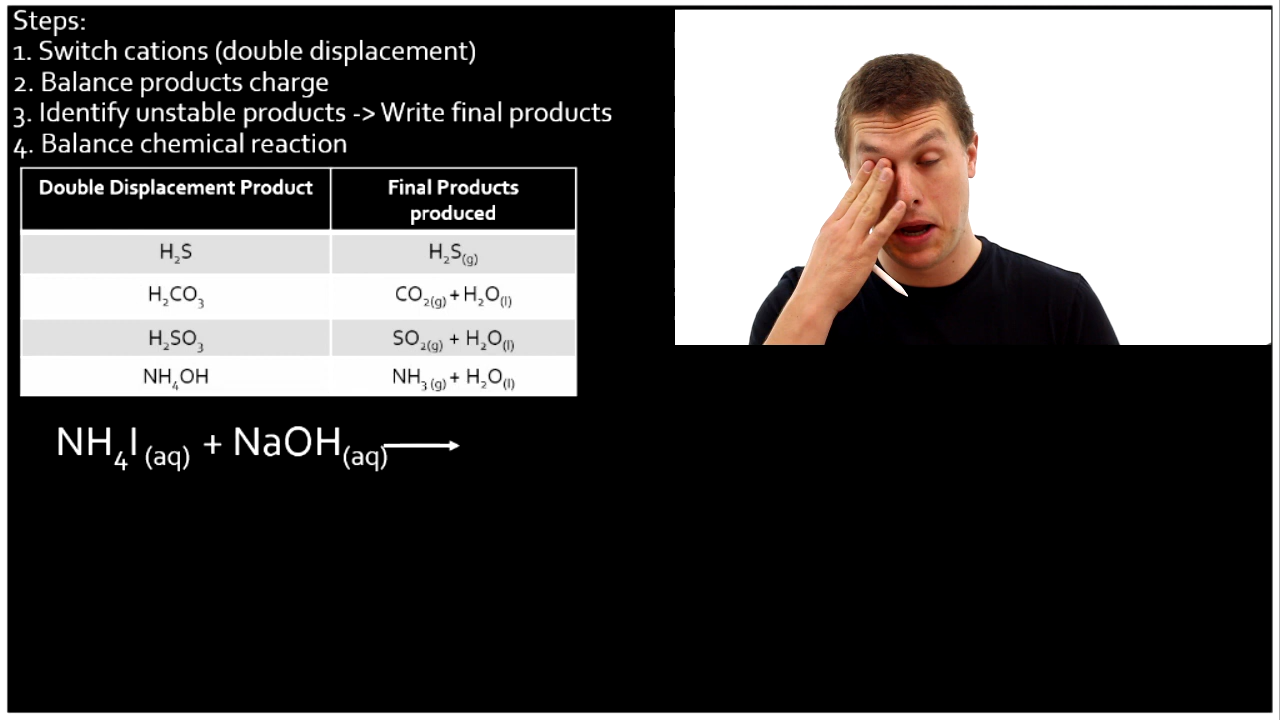 Steps:
1. Switch cations (double displacement)
2. Balance products charge
3. Identify unstable products -> Write final products
4. Balance chemical reaction
Double Displacement Product
Final Products
produced
H₂S
H₂S(g)
H₂CO₃
CO₂(g) + H₂O(l)
H₂SO₃
SO₂(g) + H₂O(l)
NH₄OH
NH₃ (g) + H₂O(l)
NH₄I (aq) + NaOH(aq) ⟶